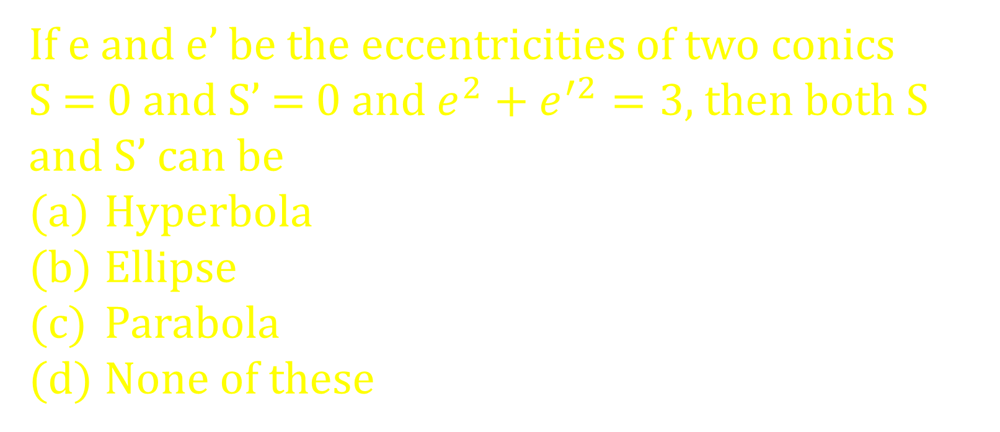 If e and e’ be the eccentricities of two conics
S = 0 and S’ = 0 and e² + e′² = 3, then both S
and S’ can be
(a) Hyperbola
(b) Ellipse
(c) Parabola
(d) None of these